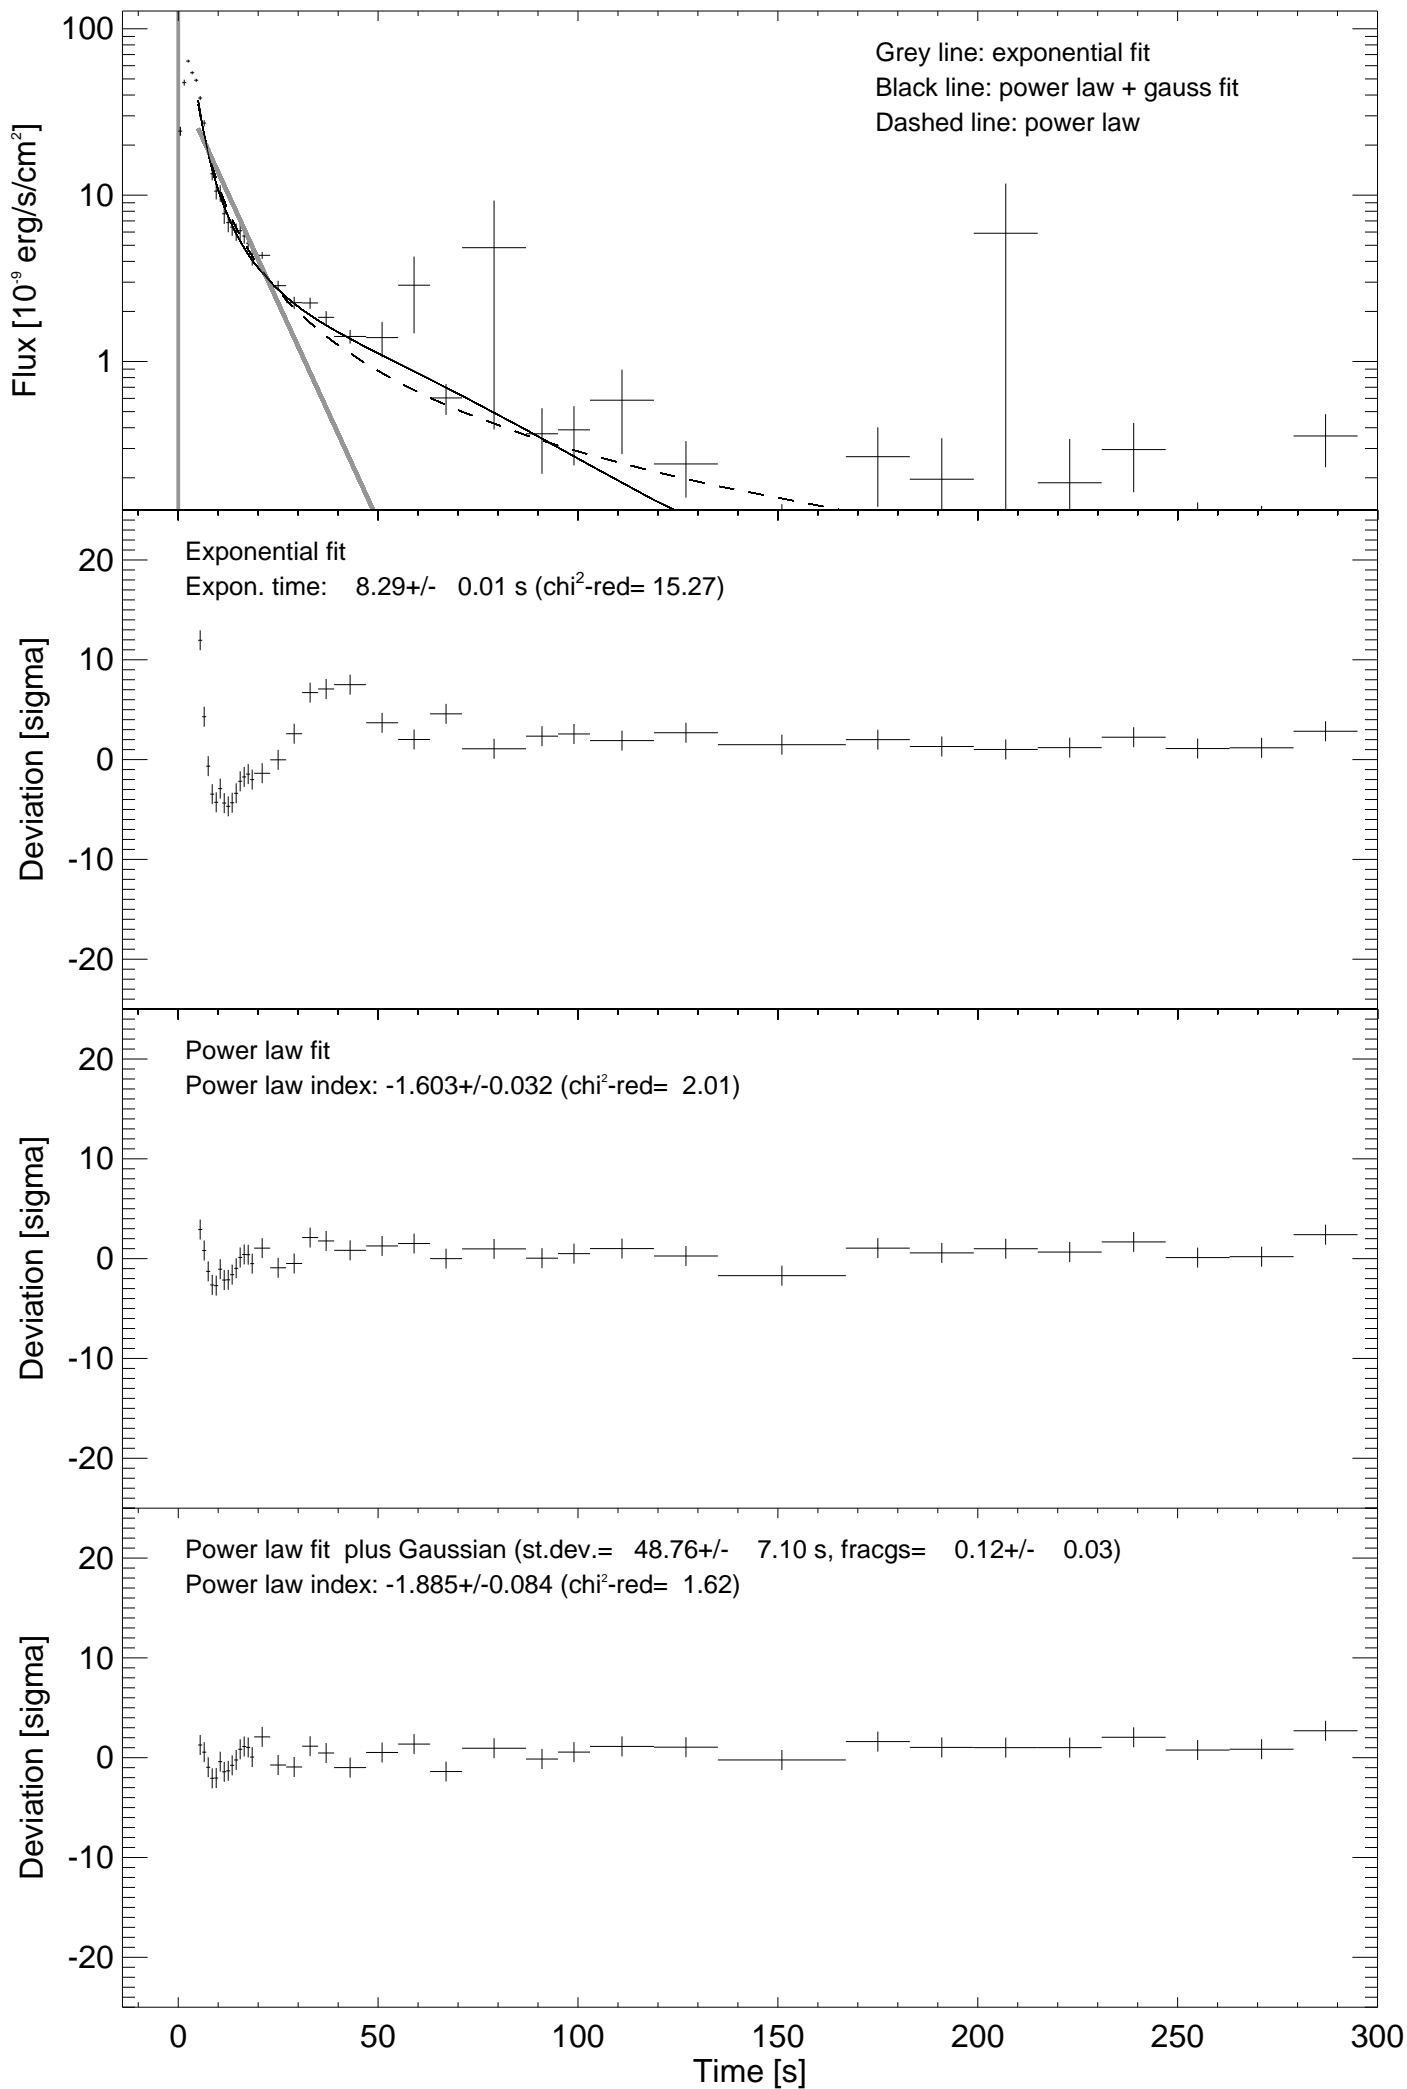 Grey line: exponential fit
Black line: power law + gauss fit
Dashed line: power law
100
10
1
Flux [10⁻⁹ erg/s/cm²]
Exponential fit
Expon. time: 8.29+/- 0.01 s (chi²-red= 15.27)
20
10
0
-10
-20
Deviation [sigma]
Power law fit
Power law index: -1.603+/-0.032 (chi²-red= 2.01)
20
10
0
-10
-20
Deviation [sigma]
Power law fit plus Gaussian (st.dev.= 48.76+/- 7.10 s, fracgs= 0.12+/- 0.03)
Power law index: -1.885+/-0.084 (chi²-red= 1.62)
20
10
0
-10
-20
Deviation [sigma]
0 50 100 150 200 250 300
Time [s]